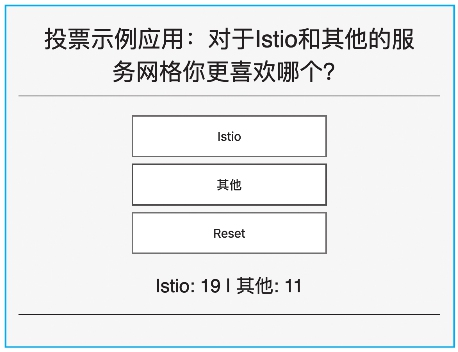 投票示例应用：对于Istio和其他的服
务网格你更喜欢哪个？
Istio
其他
Reset
Istio: 19 | 其他: 11